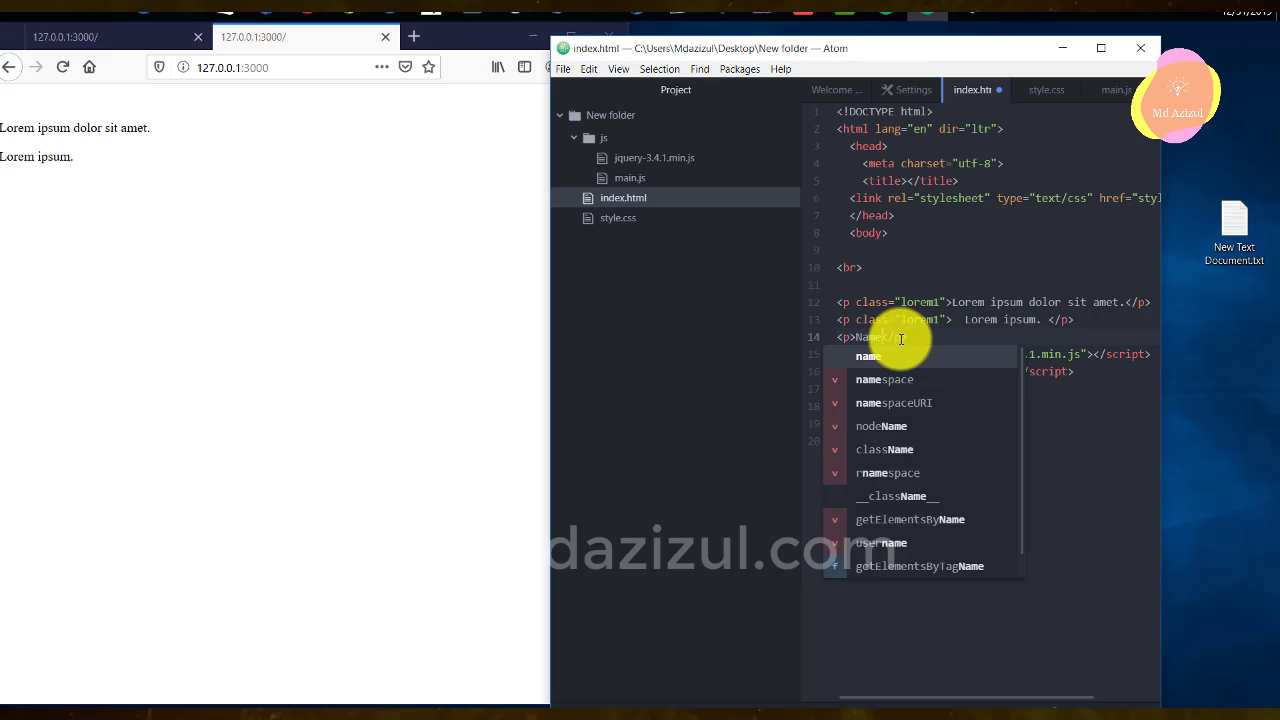 12/31/2019
127.0.0.1:3000/
127.0.0.1:3000/
127.0.0.1:3000
Lorem ipsum dolor sit amet.
Lorem ipsum.
index.html — C:\Users\Mdazizul\Desktop\New folder — Atom
File Edit View Selection Find Packages Help
Project
New folder
js
jquery-3.4.1.min.js
main.js
index.html
style.css
Welcome ... Settings index.htr style.css main.js
1 <!DOCTYPE html>
2 <html lang="en" dir="ltr">
3 <head>
4 <meta charset="utf-8">
5 <title></title>
6 <link rel="stylesheet" type="text/css" href="styl
7 </head>
8 <body>
9
10 <br>
11
12 <p class="lorem1">Lorem ipsum dolor sit amet.</p>
13 <p class="lorem1"> Lorem ipsum. </p>
14 <p>Name</p>
15 .1.min.js"></script>
16 /script>
17
18
19
20
name
v namespace
v namespaceURI
v nodeName
v className
v rnamespace
__className__
v getElementsByName
v username
f getElementsByTagName
Md Azizul
New Text
Document.txt
dazizul.com